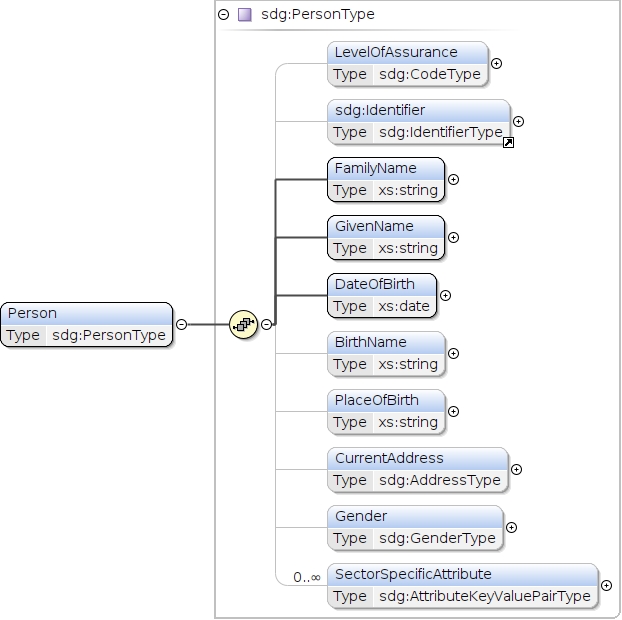 sdg:PersonType
LevelOfAssurance
Type sdg:CodeType
sdg:Identifier
Type sdg:IdentifierType
FamilyName
Type xs:string
GivenName
Type xs:string
DateOfBirth
Type xs:date
Person
Type sdg:PersonType
BirthName
Type xs:string
PlaceOfBirth
Type xs:string
CurrentAddress
Type sdg:AddressType
Gender
Type sdg:GenderType
0..∞
SectorSpecificAttribute
Type sdg:AttributeKeyValuePairType